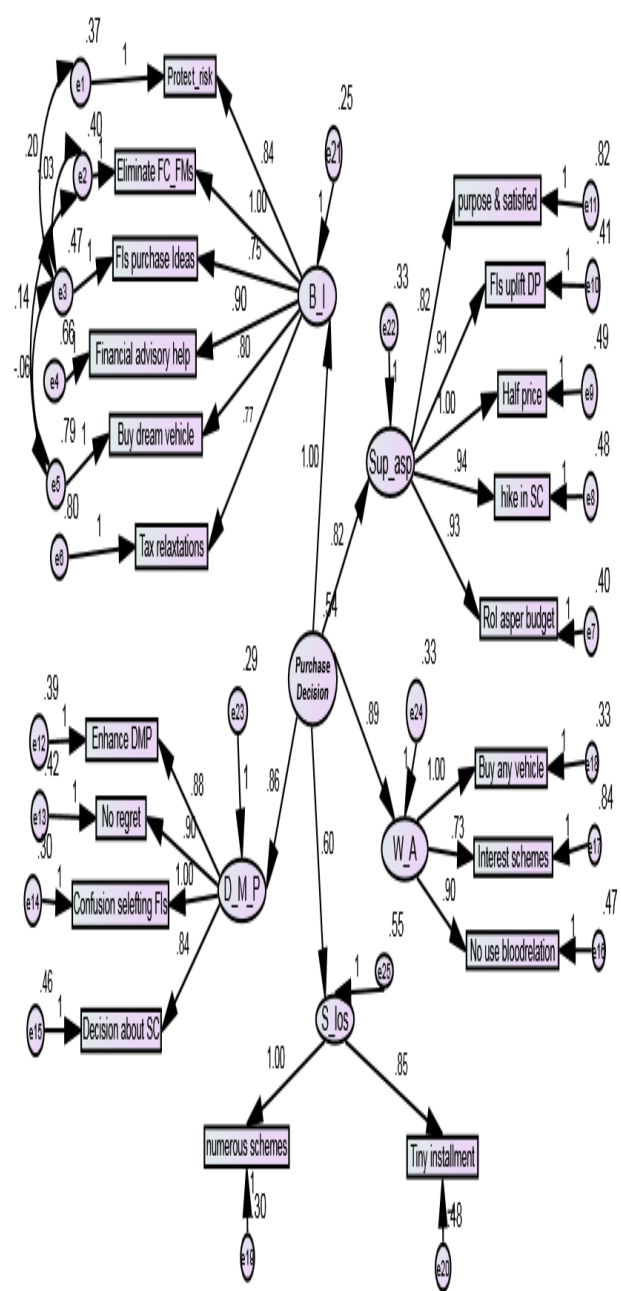 .37
1
e1
Protect_risk
.20
.03
.40
1
e2
Eliminate FC_FMs
.84
1.00
.25
e21
1
.47
1
e3
FIs purchase Ideas
.75
B_I
.14
-.06
.66
1
e4
Financial advisory help
.90
.80
.79
1
e5
Buy dream vehicle
.77
.80
1
e6
Tax relaxtations
1.00
.82
.33
e22
1
Sup_asp
.82
purpose & satisfied
1
.82
e11
.91
FIs uplift DP
1
.41
e10
1.00
Half price
1
.49
e9
.94
hike in SC
1
.48
e8
.93
RoI asper budget
1
.40
e7
.54
Purchase
Decision
.39
1
e12
Enhance DMP
.88
.29
e23
1
.86
.42
1
e13
No regret
.90
.30
1
e14
Confusion selefting FIs
1.00
D_M_P
.46
1
e15
Decision about SC
.84
.89
.33
e24
1
W_A
1.00
Buy any vehicle
1
.33
e18
.73
Interest schemes
1
.84
e17
.90
No use bloodrelation
1
.47
e16
.60
.55
1
e25
S_los
1.00
.85
numerous schemes
1
.30
e19
Tiny installment
1
.48
e20